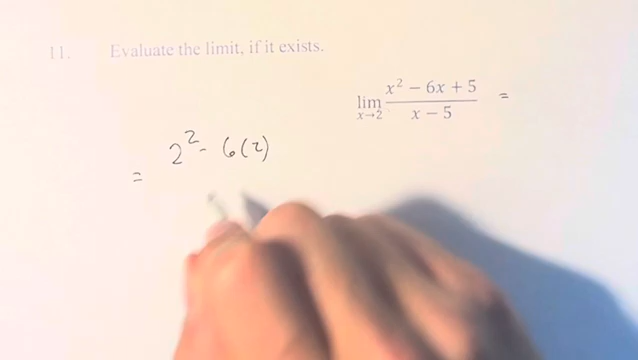 11. Evaluate the limit, if it exists.
lim x→2 x² − 6x + 5 / x − 5 =
= 2² - 6(2)